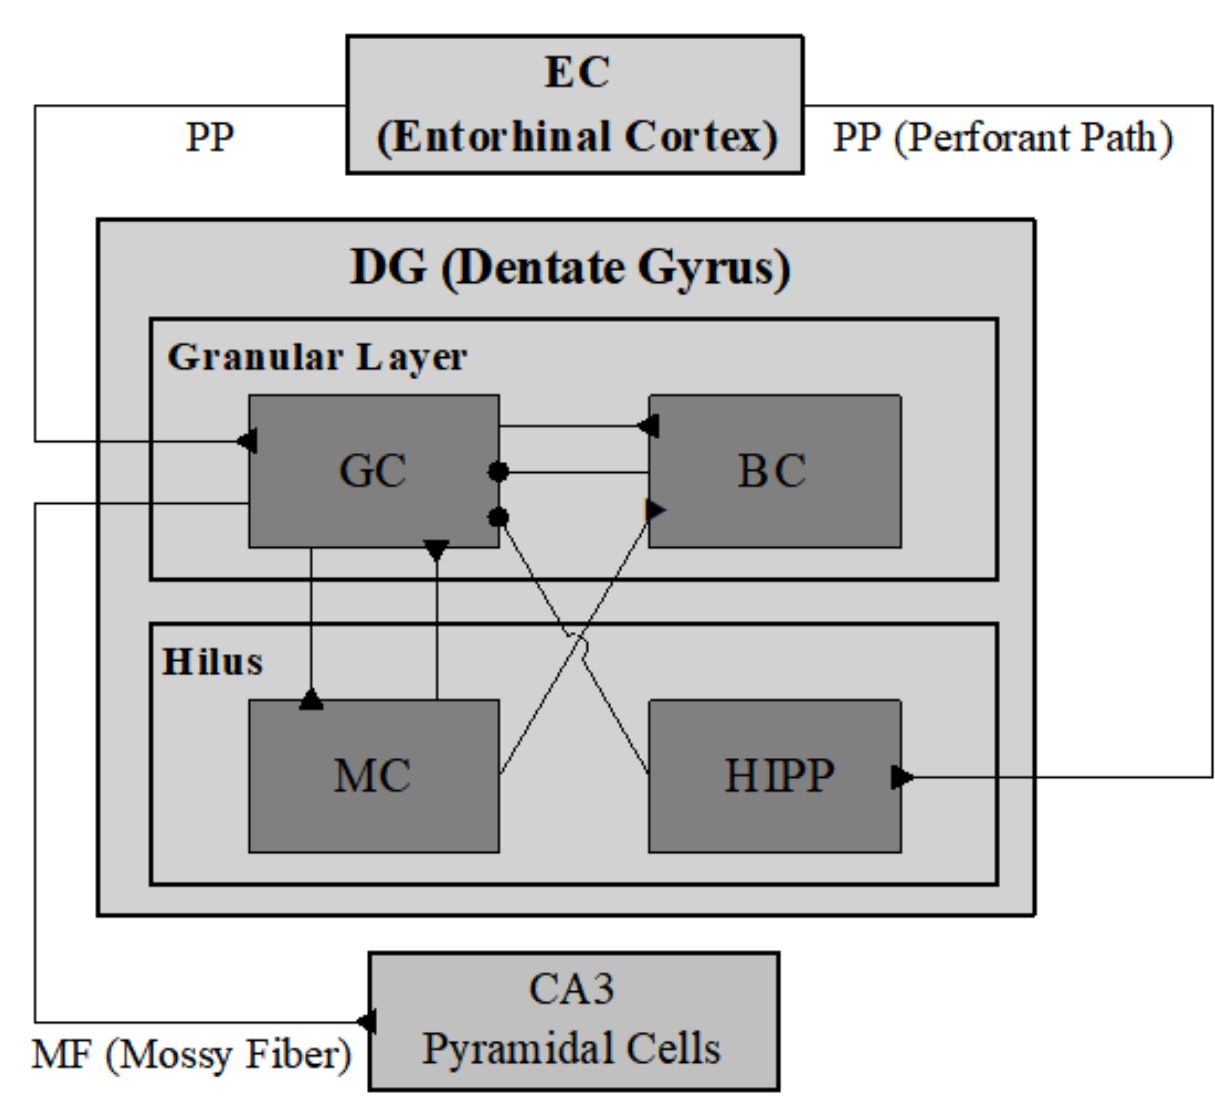 EC
(Entorhinal Cortex)
PP
PP (Perforant Path)
DG (Dentate Gyrus)
Granular Layer
GC
BC
Hilus
MC
HIPP
CA3
Pyramidal Cells
MF (Mossy Fiber)